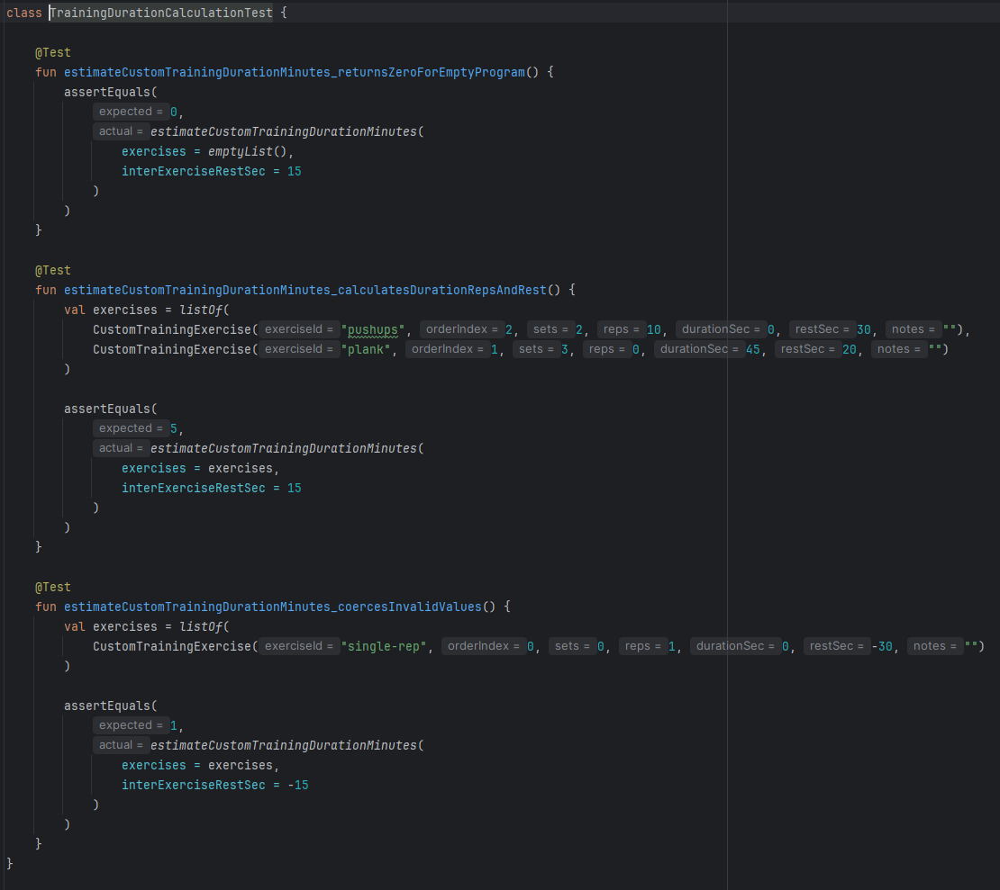 class TrainingDurationCalculationTest {
@Test
fun estimateCustomTrainingDurationMinutes_returnsZeroForEmptyProgram() {
assertEquals(
expected = 0,
actual = estimateCustomTrainingDurationMinutes(
exercises = emptyList(),
interExerciseRestSec = 15
)
)
}
@Test
fun estimateCustomTrainingDurationMinutes_calculatesDurationRepsAndRest() {
val exercises = listOf(
CustomTrainingExercise( exerciseId = "pushups", orderIndex = 2, sets = 2, reps = 10, durationSec = 0, restSec = 30, notes = ""),
CustomTrainingExercise( exerciseId = "plank", orderIndex = 1, sets = 3, reps = 0, durationSec = 45, restSec = 20, notes = "")
)
assertEquals(
expected = 5,
actual = estimateCustomTrainingDurationMinutes(
exercises = exercises,
interExerciseRestSec = 15
)
)
}
@Test
fun estimateCustomTrainingDurationMinutes_coercesInvalidValues() {
val exercises = listOf(
CustomTrainingExercise( exerciseId = "single-rep", orderIndex = 0, sets = 0, reps = 1, durationSec = 0, restSec = -30, notes = "")
)
assertEquals(
expected = 1,
actual = estimateCustomTrainingDurationMinutes(
exercises = exercises,
interExerciseRestSec = -15
)
)
}
}